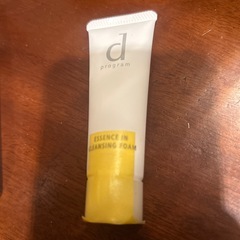 d
program
ESSENCE IN
CLEANSING FOAM